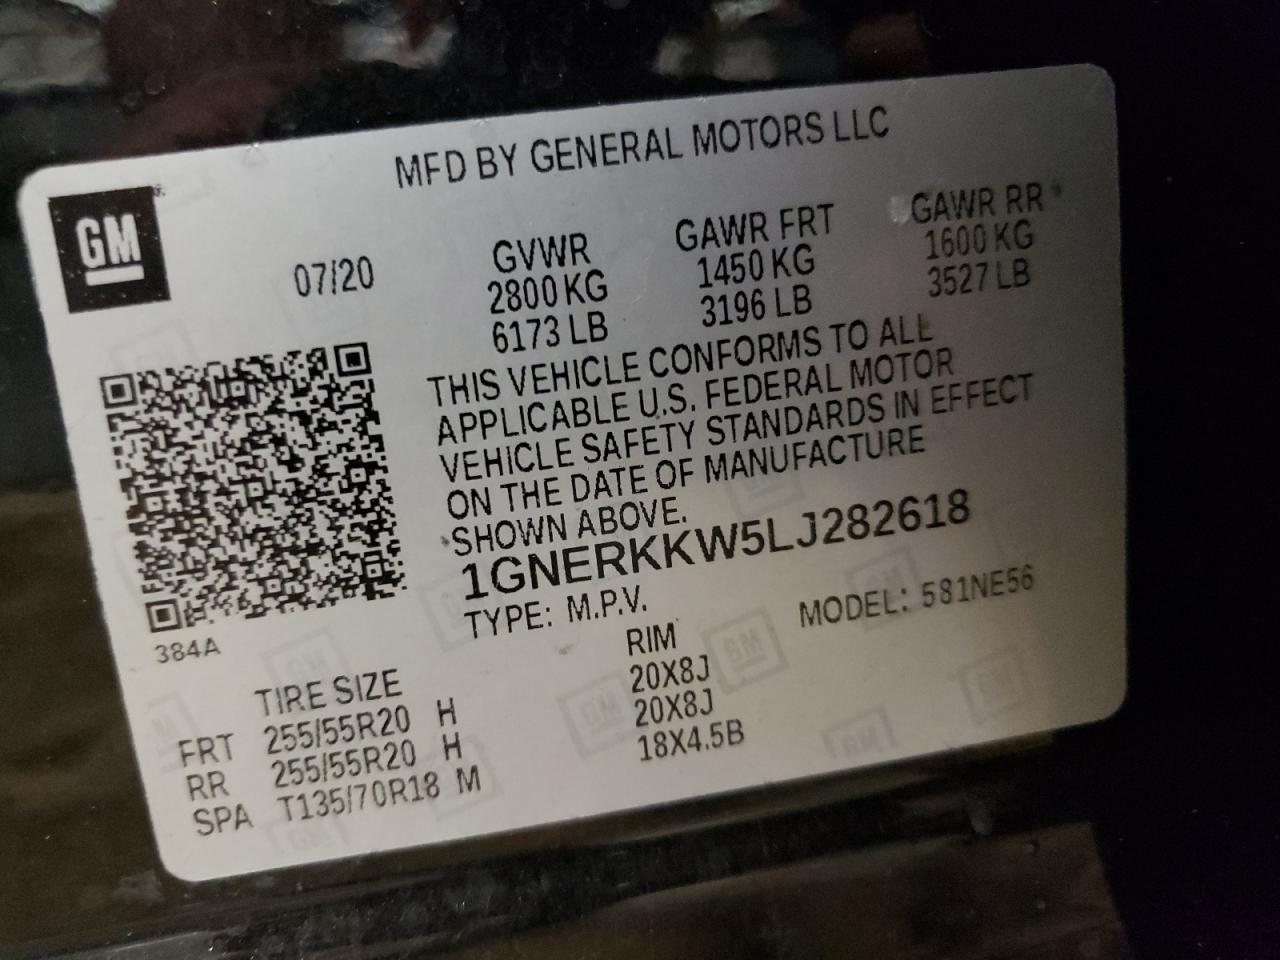 MFD BY GENERAL MOTORS LLC
GM
07/20
GVWR GAWR FRT GAWR RR
2800 KG 1450 KG 1600 KG
6173 LB 3196 LB 3527 LB
THIS VEHICLE CONFORMS TO ALL
APPLICABLE U.S. FEDERAL MOTOR
VEHICLE SAFETY STANDARDS IN EFFECT
ON THE DATE OF MANUFACTURE
SHOWN ABOVE.
1GNERKKW5LJ282618
TYPE: M.P.V. MODEL: 581NE56
384A
TIRE SIZE RIM
FRT 255/55R20 H 20X8J
RR 255/55R20 H 20X8J
SPA T135/70R18 M 18X4.5B